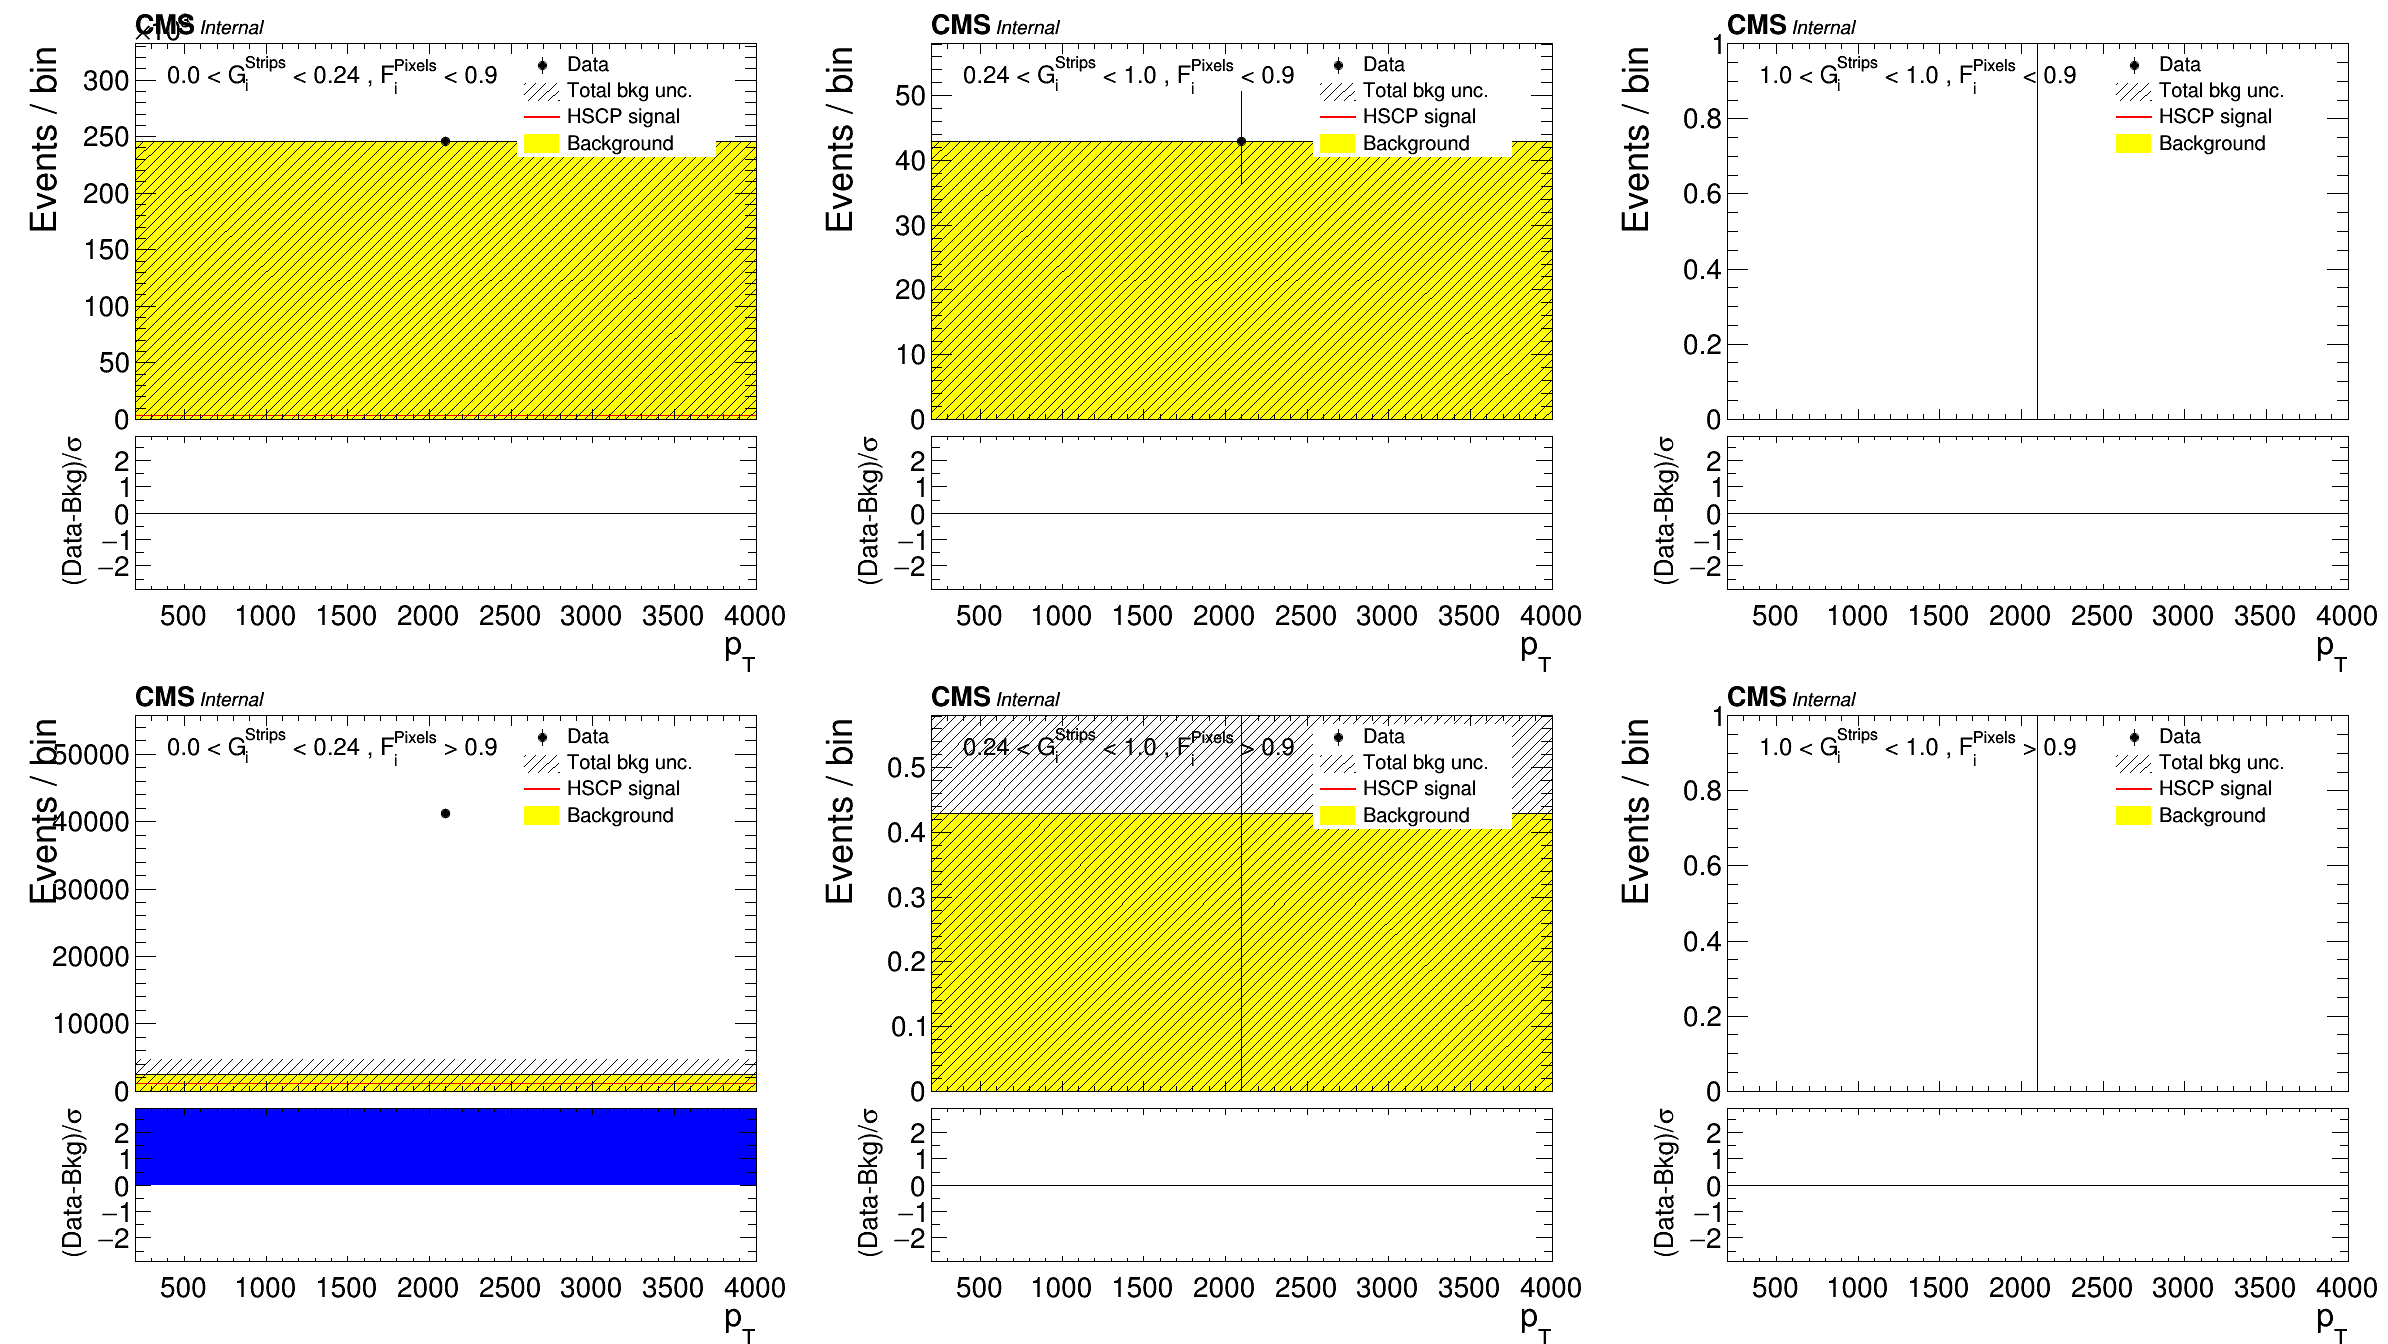 CMS Internal
×10³
Events / bin
0.0 < G_i^Strips < 0.24 , F_i^Pixels < 0.9
Data
Total bkg unc.
HSCP signal
Background
300
250
200
150
100
50
0
(Data-Bkg)/σ
2
1
0
−1
−2
500 1000 1500 2000 2500 3000 3500 4000
p_T
CMS Internal
Events / bin
0.24 < G_i^Strips < 1.0 , F_i^Pixels < 0.9
Data
Total bkg unc.
HSCP signal
Background
50
40
30
20
10
0
(Data-Bkg)/σ
2
1
0
−1
−2
500 1000 1500 2000 2500 3000 3500 4000
p_T
CMS Internal
Events / bin
1.0 < G_i^Strips < 1.0 , F_i^Pixels < 0.9
Data
Total bkg unc.
HSCP signal
Background
1
0.8
0.6
0.4
0.2
0
(Data-Bkg)/σ
2
1
0
−1
−2
500 1000 1500 2000 2500 3000 3500 4000
p_T
CMS Internal
Events / bin
0.0 < G_i^Strips < 0.24 , F_i^Pixels > 0.9
Data
Total bkg unc.
HSCP signal
Background
50000
40000
30000
20000
10000
0
(Data-Bkg)/σ
2
1
0
−1
−2
500 1000 1500 2000 2500 3000 3500 4000
p_T
CMS Internal
Events / bin
0.24 < G_i^Strips < 1.0 , F_i^Pixels > 0.9
Data
Total bkg unc.
HSCP signal
Background
0.5
0.4
0.3
0.2
0.1
0
(Data-Bkg)/σ
2
1
0
−1
−2
500 1000 1500 2000 2500 3000 3500 4000
p_T
CMS Internal
Events / bin
1.0 < G_i^Strips < 1.0 , F_i^Pixels > 0.9
Data
Total bkg unc.
HSCP signal
Background
1
0.8
0.6
0.4
0.2
0
(Data-Bkg)/σ
2
1
0
−1
−2
500 1000 1500 2000 2500 3000 3500 4000
p_T